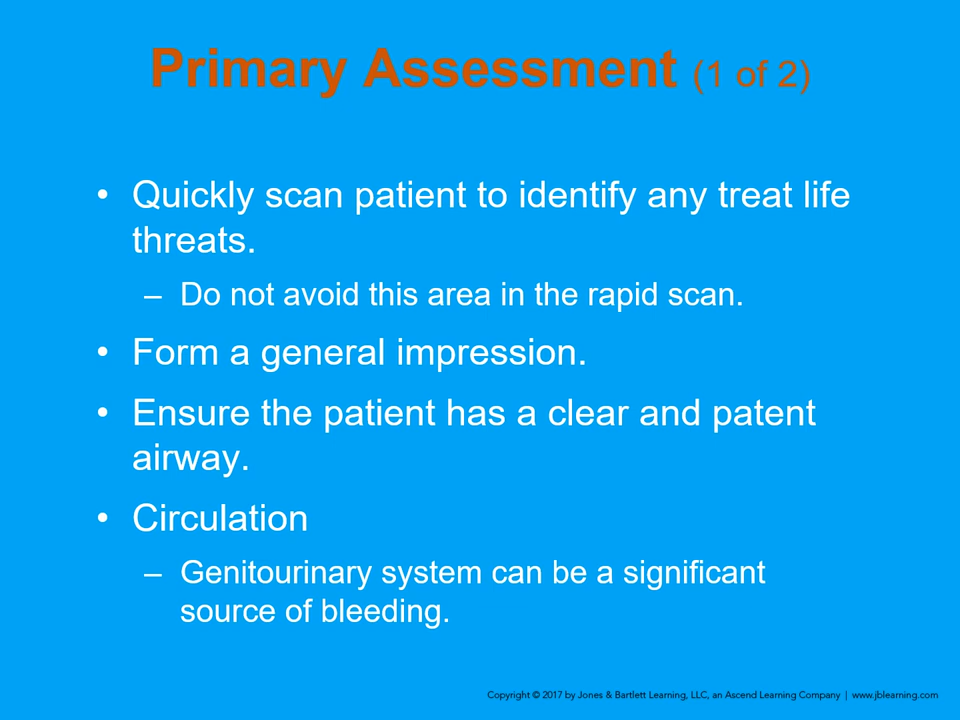 Primary Assessment (1 of 2)
• Quickly scan patient to identify any treat life
threats.
– Do not avoid this area in the rapid scan.
• Form a general impression.
• Ensure the patient has a clear and patent
airway.
• Circulation
– Genitourinary system can be a significant
source of bleeding.
Copyright © 2017 by Jones & Bartlett Learning, LLC, an Ascend Learning Company | www.jblearning.com